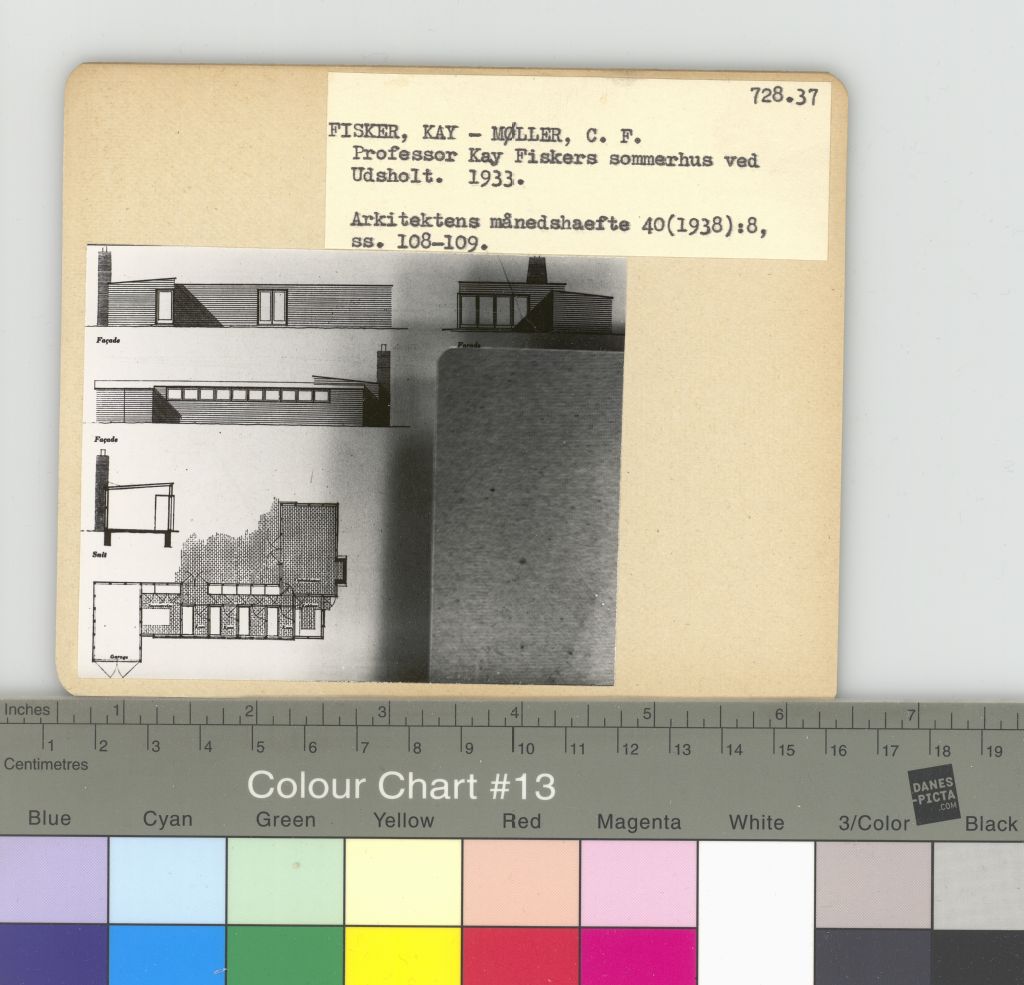 728.37
FISKER, KAY - MØLLER, C. F.
Professor Kay Fiskers sommerhus ved
Udsholt. 1933.
Arkitektens månedshaefte 40(1938):8,
ss. 108-109.
Façade
Façade
Façade
Snit
Garage
Inches 1 2 3 4 5 6 7
1 2 3 4 5 6 7 8 9 10 11 12 13 14 15 16 17 18 19
Centimetres
Colour Chart #13
DANES
-PICTA
.COM
Blue Cyan Green Yellow Red Magenta White 3/Color Black